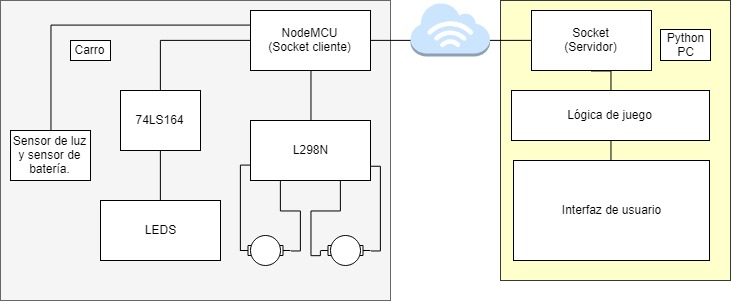 NodeMCU
(Socket cliente)
Carro
74LS164
Sensor de luz
y sensor de
batería.
L298N
LEDS
Socket
(Servidor)
Python
PC
Lógica de juego
Interfaz de usuario